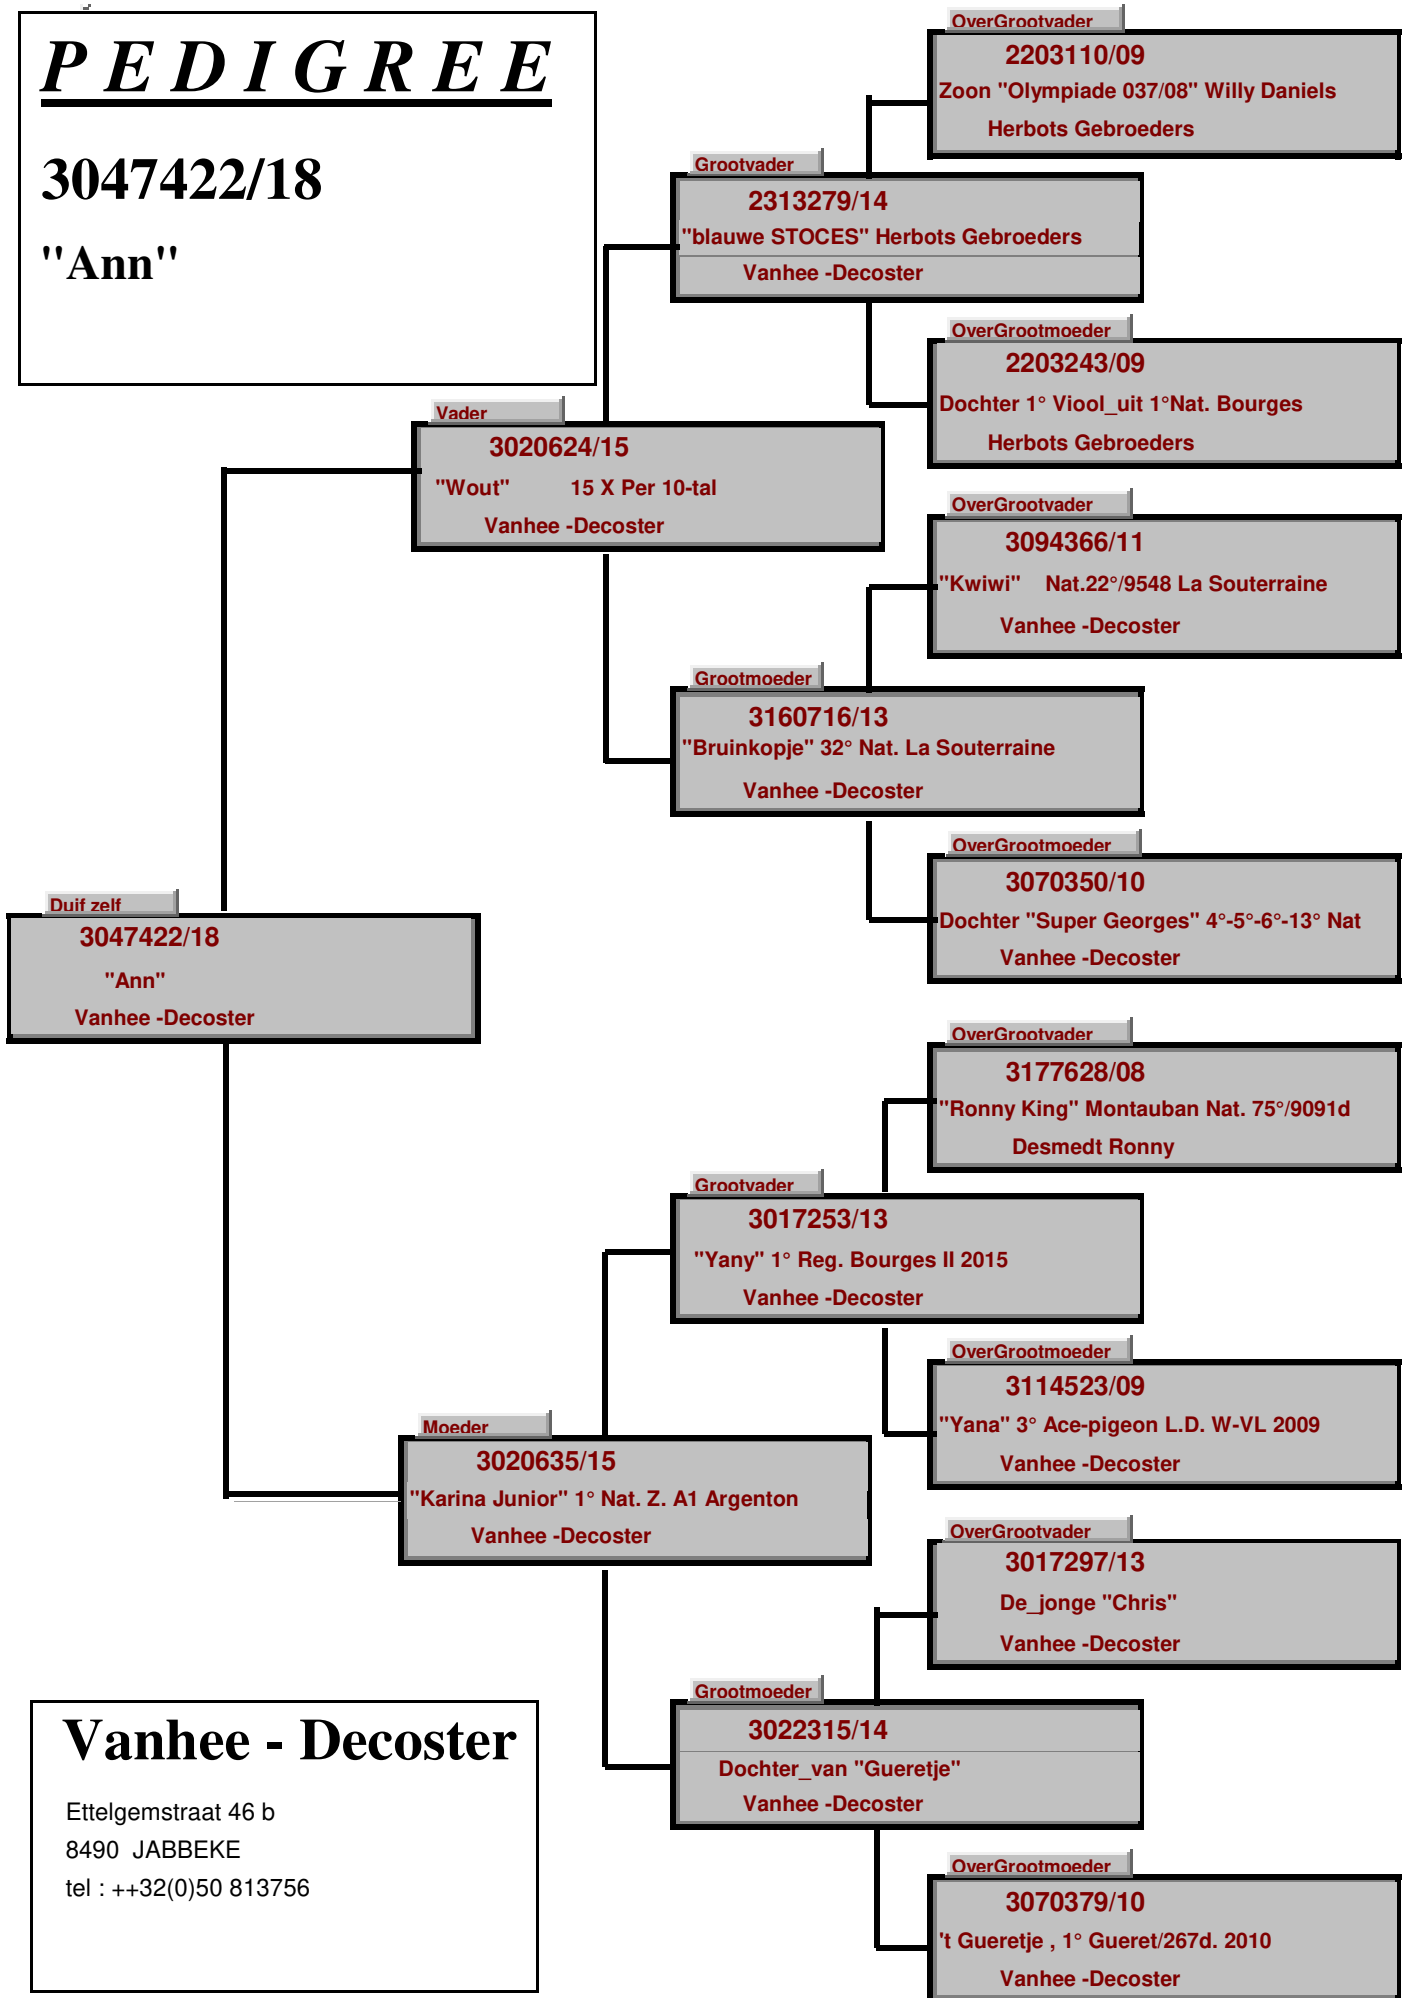 P E D I G R E E
3047422/18
"Ann"
OverGrootvader
2203110/09
Zoon "Olympiade 037/08" Willy Daniels
Herbots Gebroeders
Grootvader
2313279/14
"blauwe STOCES" Herbots Gebroeders
Vanhee -Decoster
OverGrootmoeder
2203243/09
Dochter 1° Viool_uit 1°Nat. Bourges
Herbots Gebroeders
Vader
3020624/15
"Wout" 15 X Per 10-tal
Vanhee -Decoster
OverGrootvader
3094366/11
"Kwiwi" Nat.22°/9548 La Souterraine
Vanhee -Decoster
Grootmoeder
3160716/13
"Bruinkopje" 32° Nat. La Souterraine
Vanhee -Decoster
OverGrootmoeder
3070350/10
Dochter "Super Georges" 4°-5°-6°-13° Nat
Vanhee -Decoster
Duif zelf
3047422/18
"Ann"
Vanhee -Decoster
OverGrootvader
3177628/08
"Ronny King" Montauban Nat. 75°/9091d
Desmedt Ronny
Grootvader
3017253/13
"Yany" 1° Reg. Bourges II 2015
Vanhee -Decoster
OverGrootmoeder
3114523/09
"Yana" 3° Ace-pigeon L.D. W-VL 2009
Vanhee -Decoster
Moeder
3020635/15
"Karina Junior" 1° Nat. Z. A1 Argenton
Vanhee -Decoster
OverGrootvader
3017297/13
De_jonge "Chris"
Vanhee -Decoster
Grootmoeder
3022315/14
Dochter_van "Gueretje"
Vanhee -Decoster
OverGrootmoeder
3070379/10
't Gueretje , 1° Gueret/267d. 2010
Vanhee -Decoster
Vanhee - Decoster
Ettelgemstraat 46 b
8490 JABBEKE
tel : ++32(0)50 813756